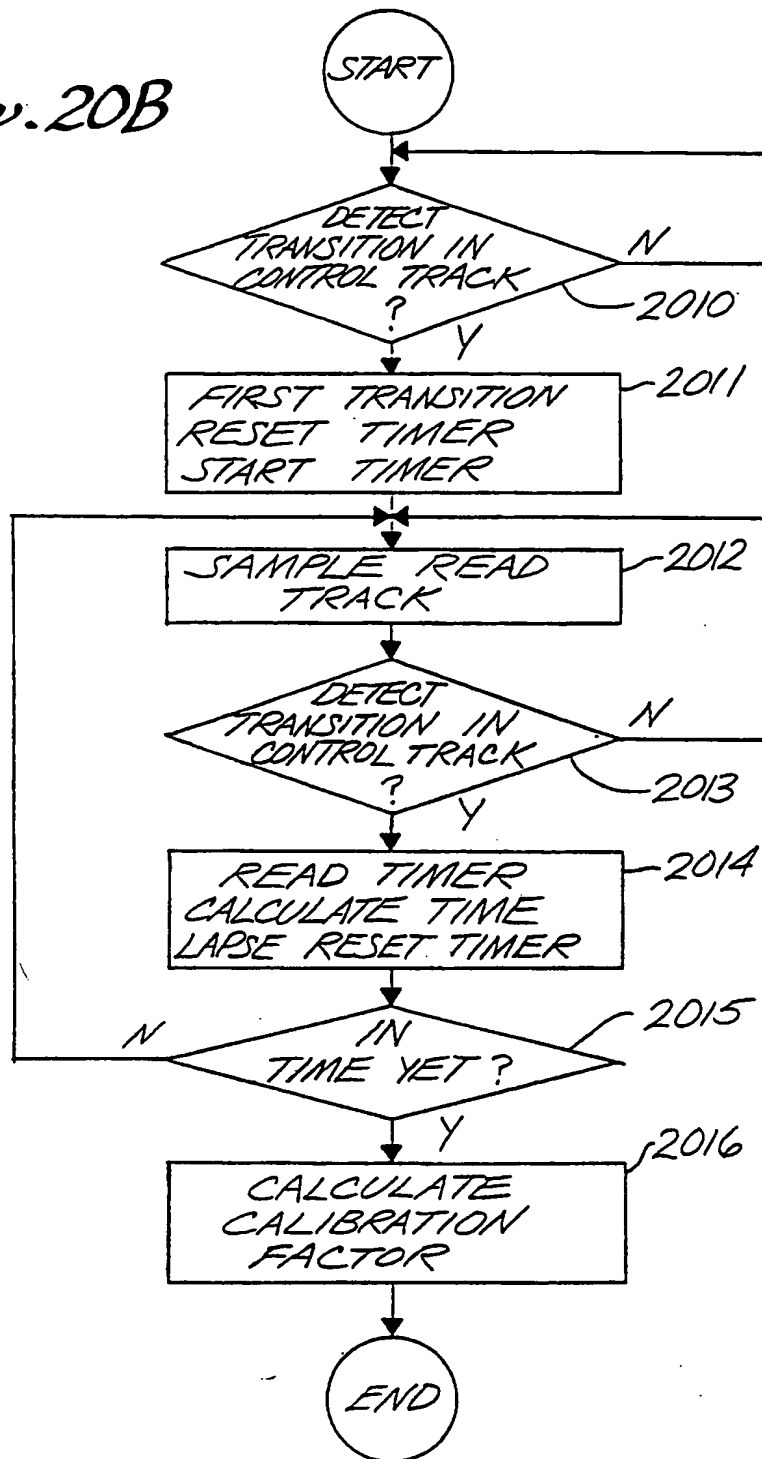 START
20B
DETECT
TRANSITION IN
CONTROL TRACK
?
N
2010
Y
FIRST TRANSITION
RESET TIMER
START TIMER
2011
SAMPLE READ
TRACK
2012
DETECT
TRANSITION IN
CONTROL TRACK
?
N
2013
Y
READ TIMER
CALCULATE TIME
LAPSE RESET TIMER
2014
N
IN
TIME YET ?
2015
Y
CALCULATE
CALIBRATION
FACTOR
2016
END